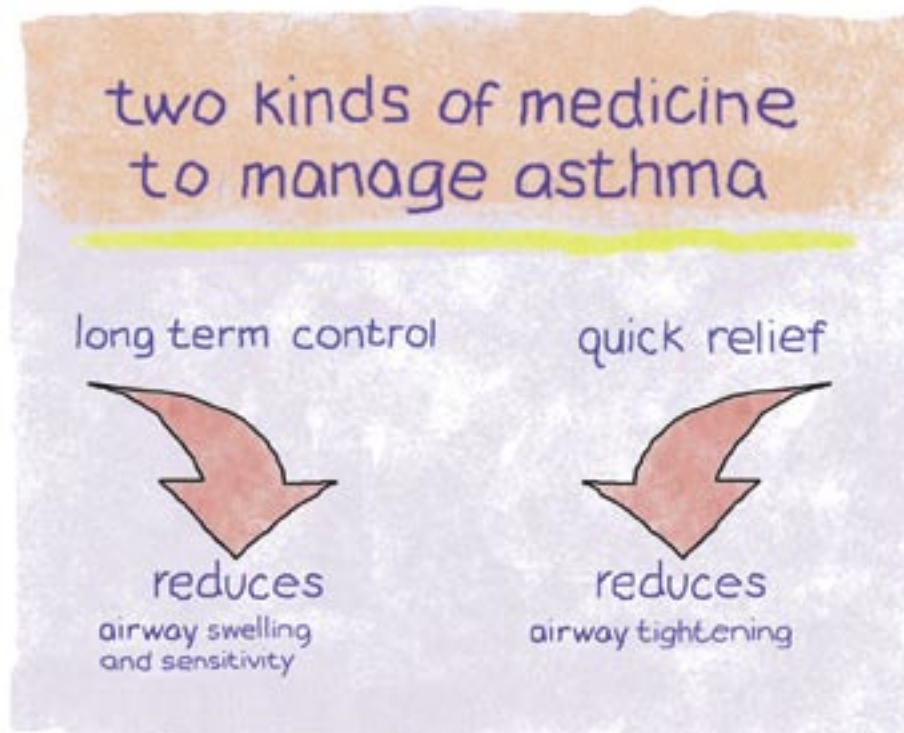 two kinds of medicine
to manage asthma
long term control
quick relief
reduces
airway swelling
and sensitivity
reduces
airway tightening